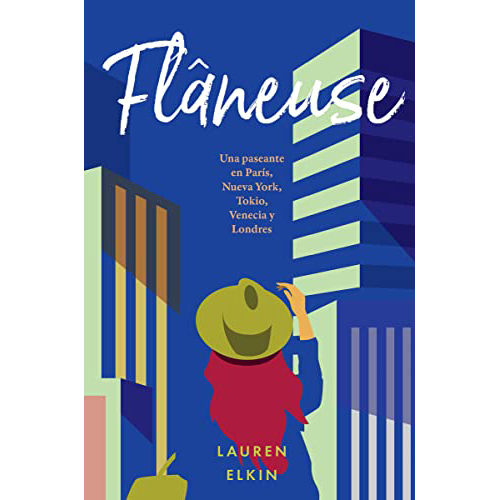 Flâneuse
Una paseante
en París,
Nueva York,
Tokio,
Venecia y
Londres
LAUREN
ELKIN